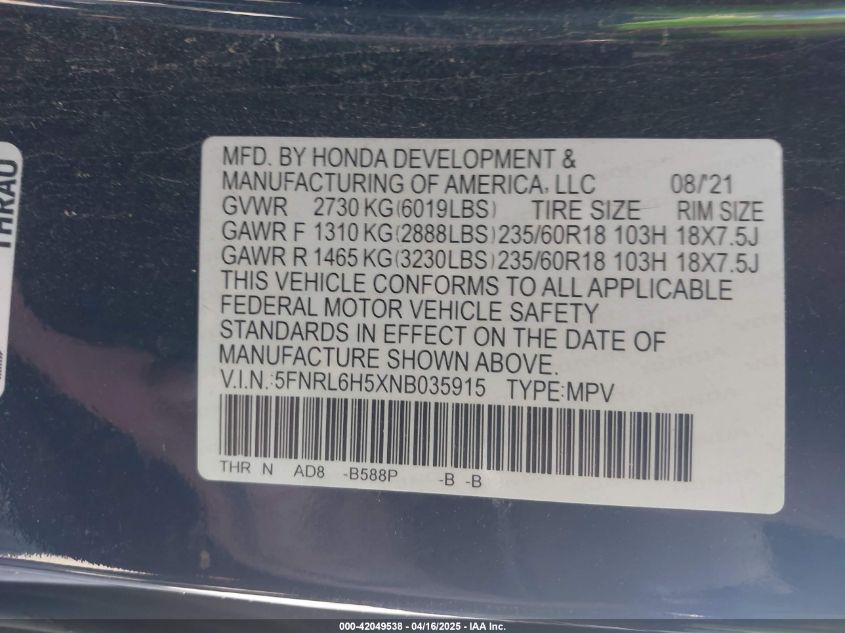 THRAU
MFD. BY HONDA DEVELOPMENT &
MANUFACTURING OF AMERICA, LLC 08/'21
GVWR 2730 KG(6019LBS) TIRE SIZE RIM SIZE
GAWR F 1310 KG(2888LBS) 235/60R18 103H 18X7.5J
GAWR R 1465 KG(3230LBS) 235/60R18 103H 18X7.5J
THIS VEHICLE CONFORMS TO ALL APPLICABLE
FEDERAL MOTOR VEHICLE SAFETY
STANDARDS IN EFFECT ON THE DATE OF
MANUFACTURE SHOWN ABOVE.
V.I.N.:5FNRL6H5XNB035915 TYPE:MPV
THR N AD8 -B588P -B -B
000-42049538 - 04/16/2025 - IAA Inc.